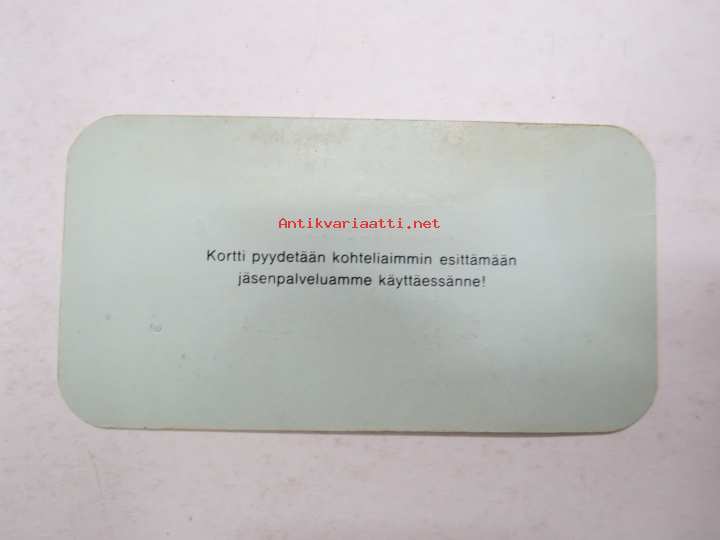 Antikvariaatti.net
Kortti pyydetään kohteliaimmin esittämään
jäsenpalveluamme käyttäessänne!